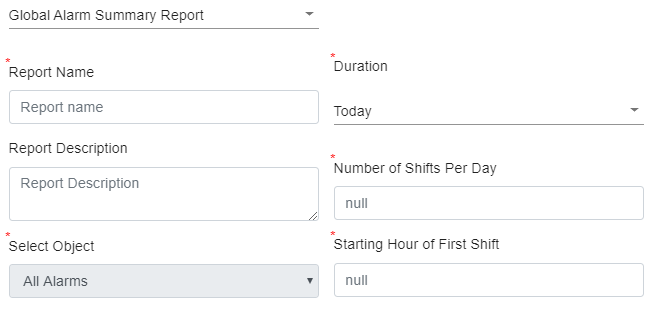 Global Alarm Summary Report
* Report Name
Report name
Report Description
Report Description
* Select Object
All Alarms
* Duration
Today
* Number of Shifts Per Day
null
* Starting Hour of First Shift
null